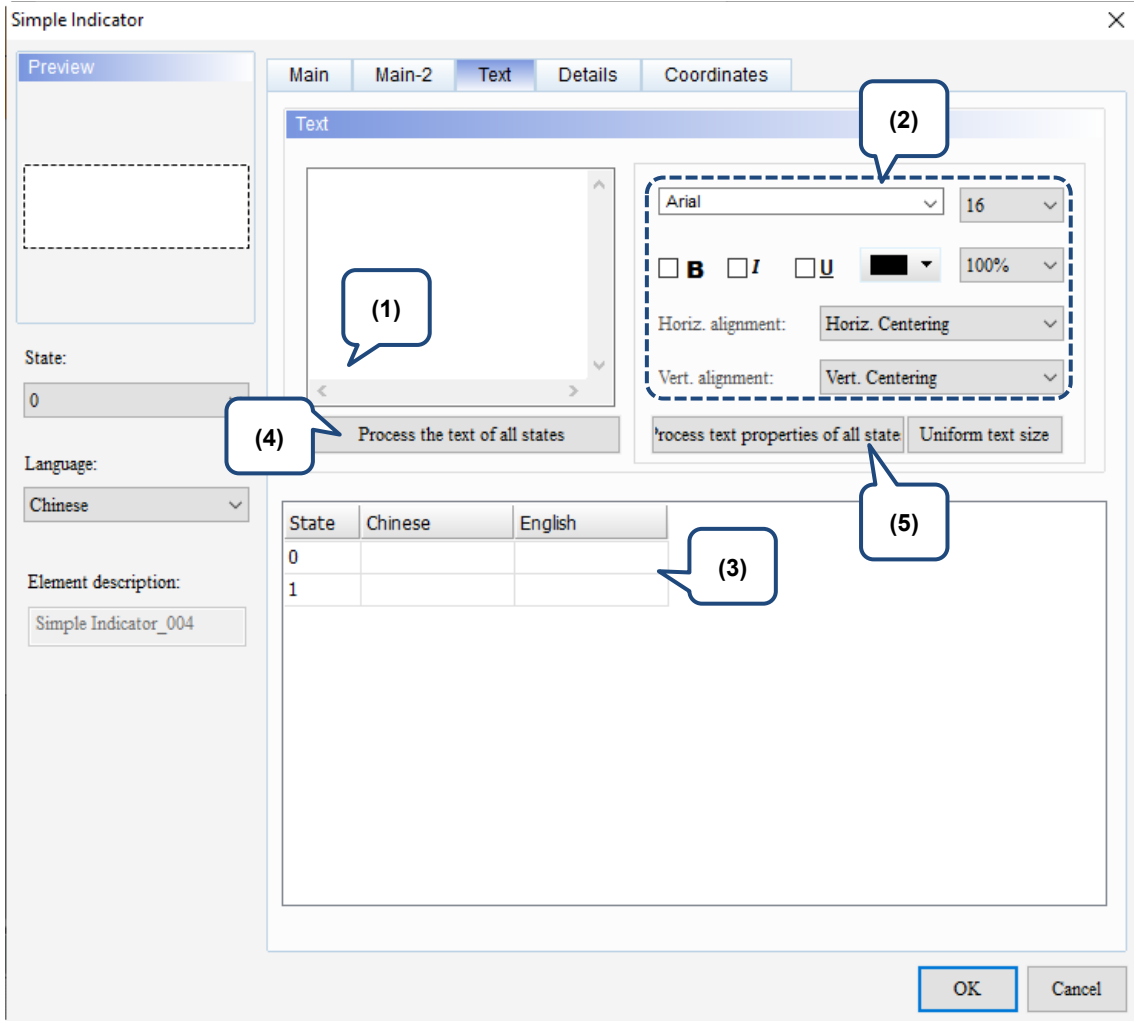 Simple Indicator
Preview
Main Main-2 Text Details Coordinates
Text
(2)
Arial 16
B I U 100%
(1)
Horiz. alignment: Horiz. Centering
Vert. alignment: Vert. Centering
State:
0
(4)
Process the text of all states
rocess text properties of all state Uniform text size
Language:
Chinese
State Chinese English
(5)
0
(3)
1
Element description:
Simple Indicator_004
OK Cancel